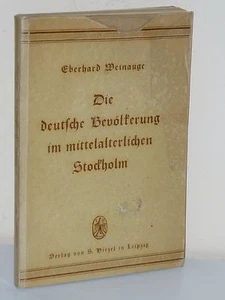 Eberhard Weinauge
Die
deutsche Bevölkerung
im mittelalterlichen
Stockholm
Verlag von S. Hirzel in Leipzig